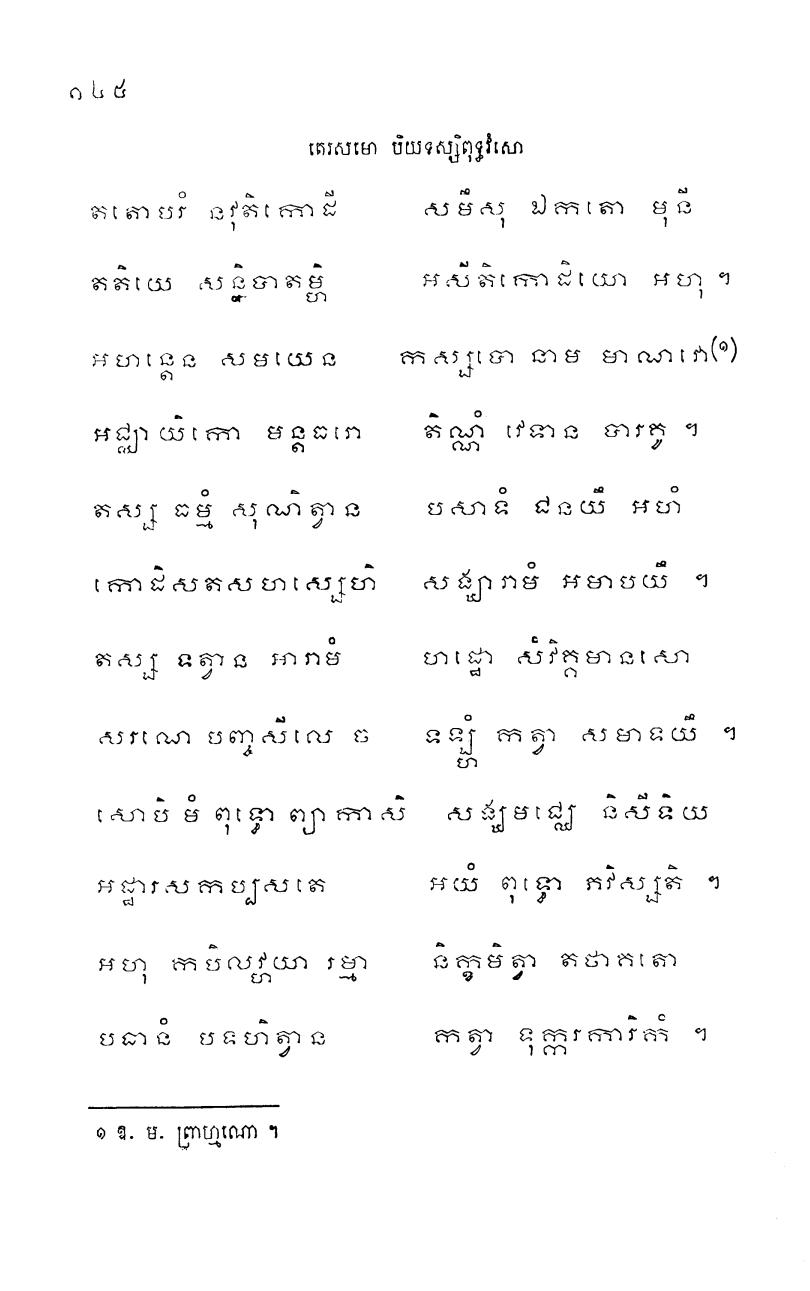 ១៤៥
តេរសមោ បិយទស្សិពុទ្ធវំសោ
តតោបរំ នវុតិកោដី សមឹសុ ឯកតោ មុនី
តតិយេ សន្និបាតម្ហិ អសីតិកោដិយោ អហុ ។
អហន្តេន សមយេន កស្សបោ នាម មាណវោ(១)
អជ្ឈាយិកោ មន្តធរោ តិណ្ណំ វេទាន បារគូ ។
តស្ស ធម្មំ សុណិត្វាន បសាទំ ជនយឹ អហំ
កោដិសតសហស្សេហិ សង្ឃារាមំ អមាបយឹ ។
តស្ស ទត្វាន អារាមំ ហដ្ឋោ សំវិគ្គមានសោ
សរណេ បញ្ចសីលេ ច ទឡ្ហំ កត្វា សមាទយឹ ។
សោបិ មំ ពុទ្ធោ ព្យាកាសិ សង្ឃមជ្ឈេ និសីទិយ
អដ្ឋារសកប្បសតេ អយំ ពុទ្ធោ ភវិស្សតិ ។
អហុ កបិលវ្ហយា រម្មា និក្ខមិត្វា តថាគតោ
បធានំ បទហិត្វាន កត្វា ទុក្ករការិកំ ។
១ ឱ. ម. ព្រាហ្មណោ ។